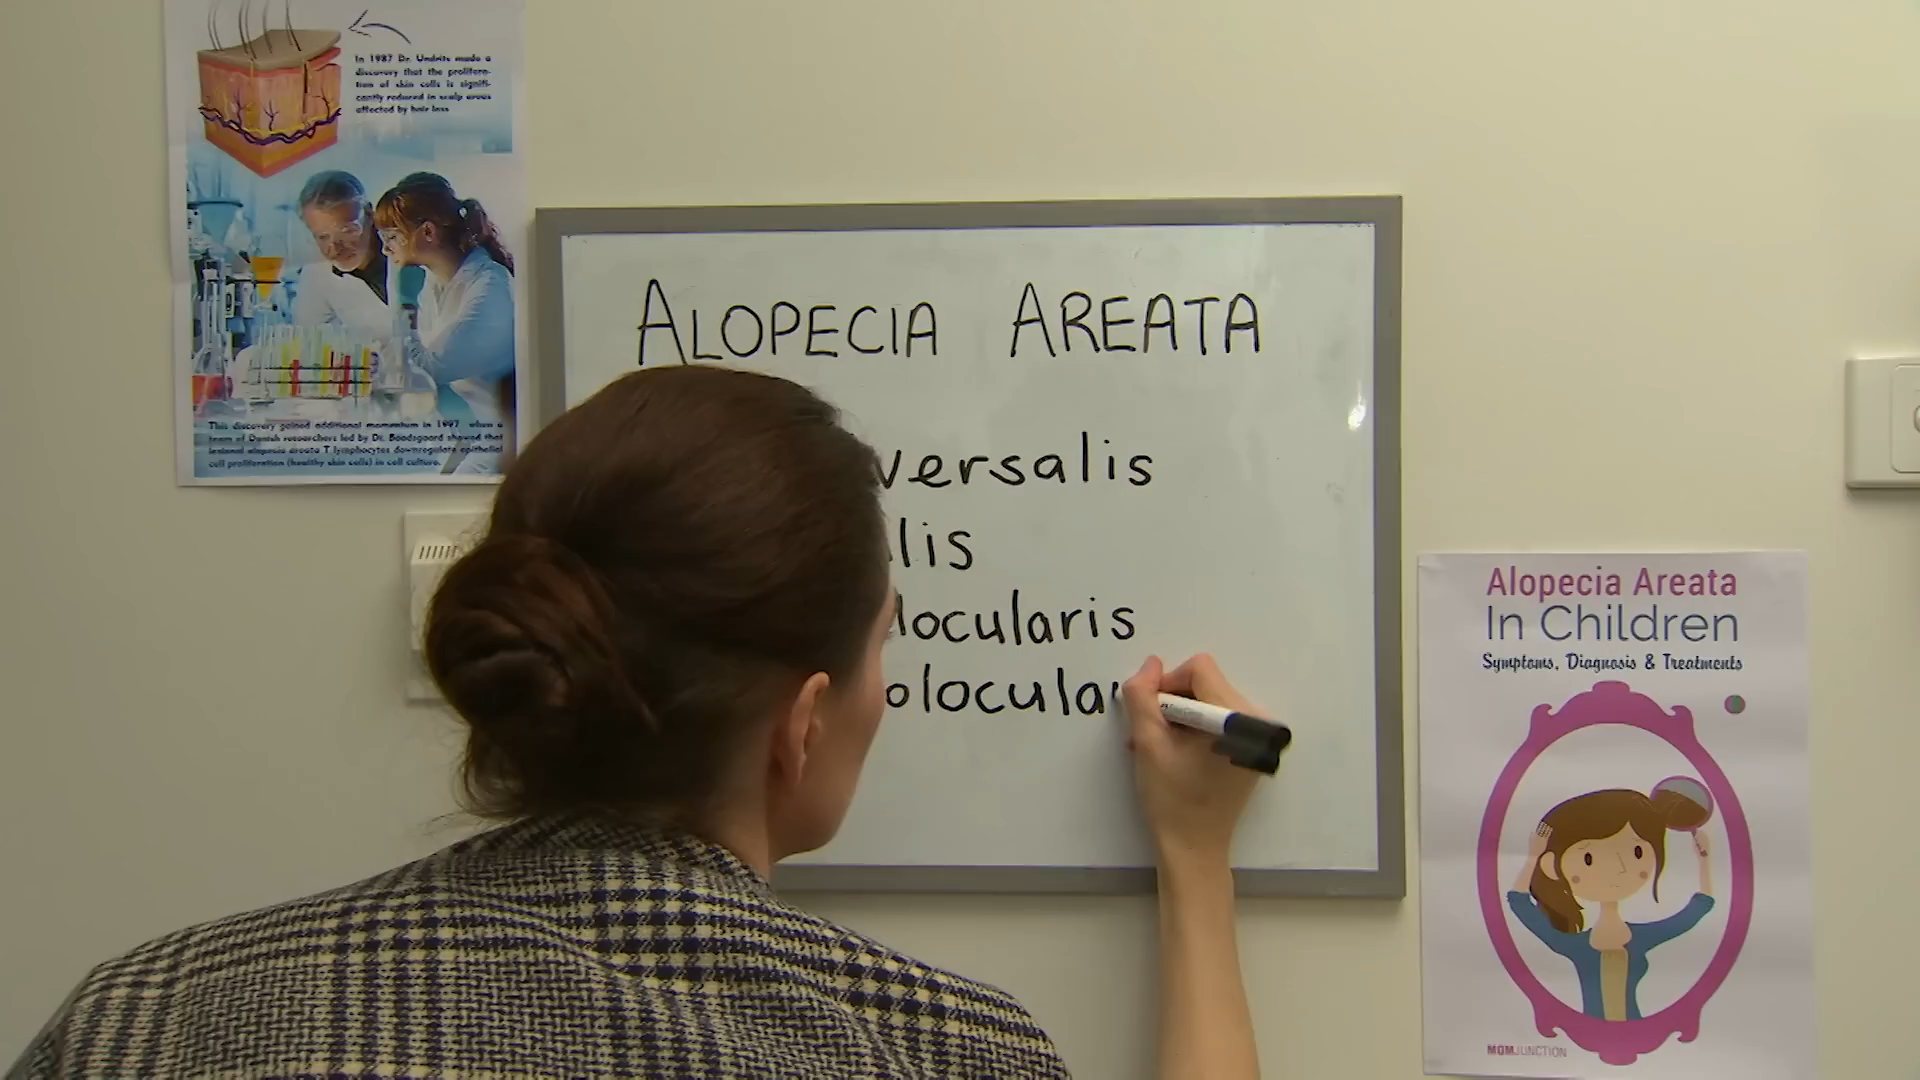 In 1987 Dr. Undrits made a
discovery that the prolifera-
tion of skin cells is signifi-
cantly reduced in scalp areas
affected by hair loss
This discovery gained additional momentum in 1997 when a
team of Danish researchers led by Dr. Baadsgaard showed that
lesional alopecia areata T lymphocytes downregulate epithelial
cell proliferation (healthy skin cells) in cell culture.
ALOPECIA AREATA
versalis
lis
locularis
olocular
Alopecia Areata
In Children
Symptoms, Diagnosis & Treatments
MOMJUNCTION